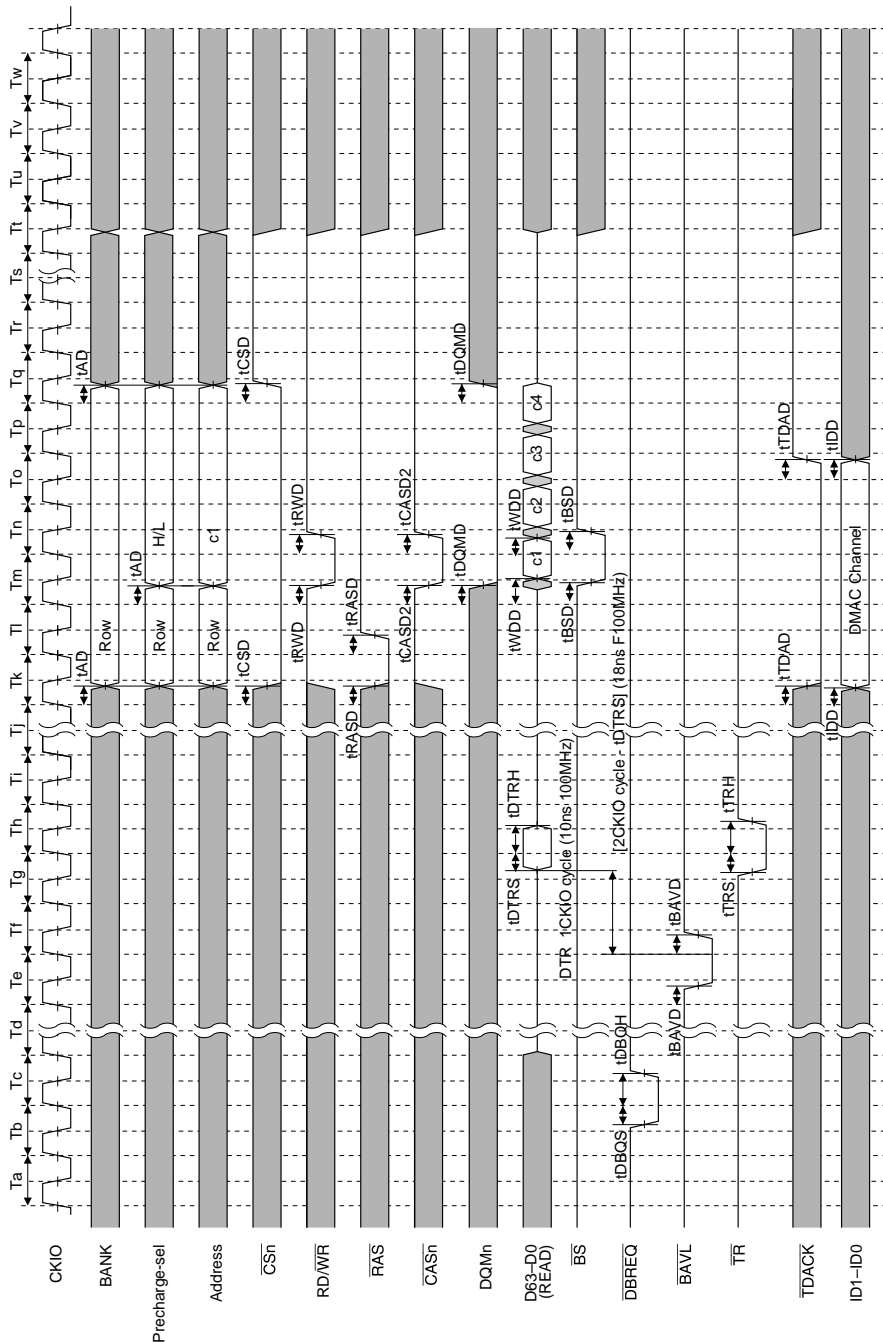 Ta Tb Tc Td Te Tf Tg Th Ti Tj Tk Tl Tm Tn To Tp Tq Tr Ts Tt Tu Tv Tw
CKIO
tAD tAD
BANK Row
tAD
Precharge-sel Row H/L
Address Row c1
tCSD tCSD
CSn
tRWD tRWD
RD/WR
tRASD tRASD
RAS
tCASD2 tCASD2
CASn
tDQMD tDQMD
DQMn
tWDD tWDD
D63–D0
(READ)
c1 c2 c3 c4
tDTRS tDTRH
tBSD tBSD
BS
DTR 1CKIO cycle (10ns 100MHz)
[2CKIO cycle - tDTRS] (18ns F100MHz)
tDBQS tDBQH
DBREQ
tBAVD tBAVD
BAVL
tTRS tTRH
TR
tTDAD tTDAD
TDACK
tIDD tIDD
ID1–ID0 DMAC Channel